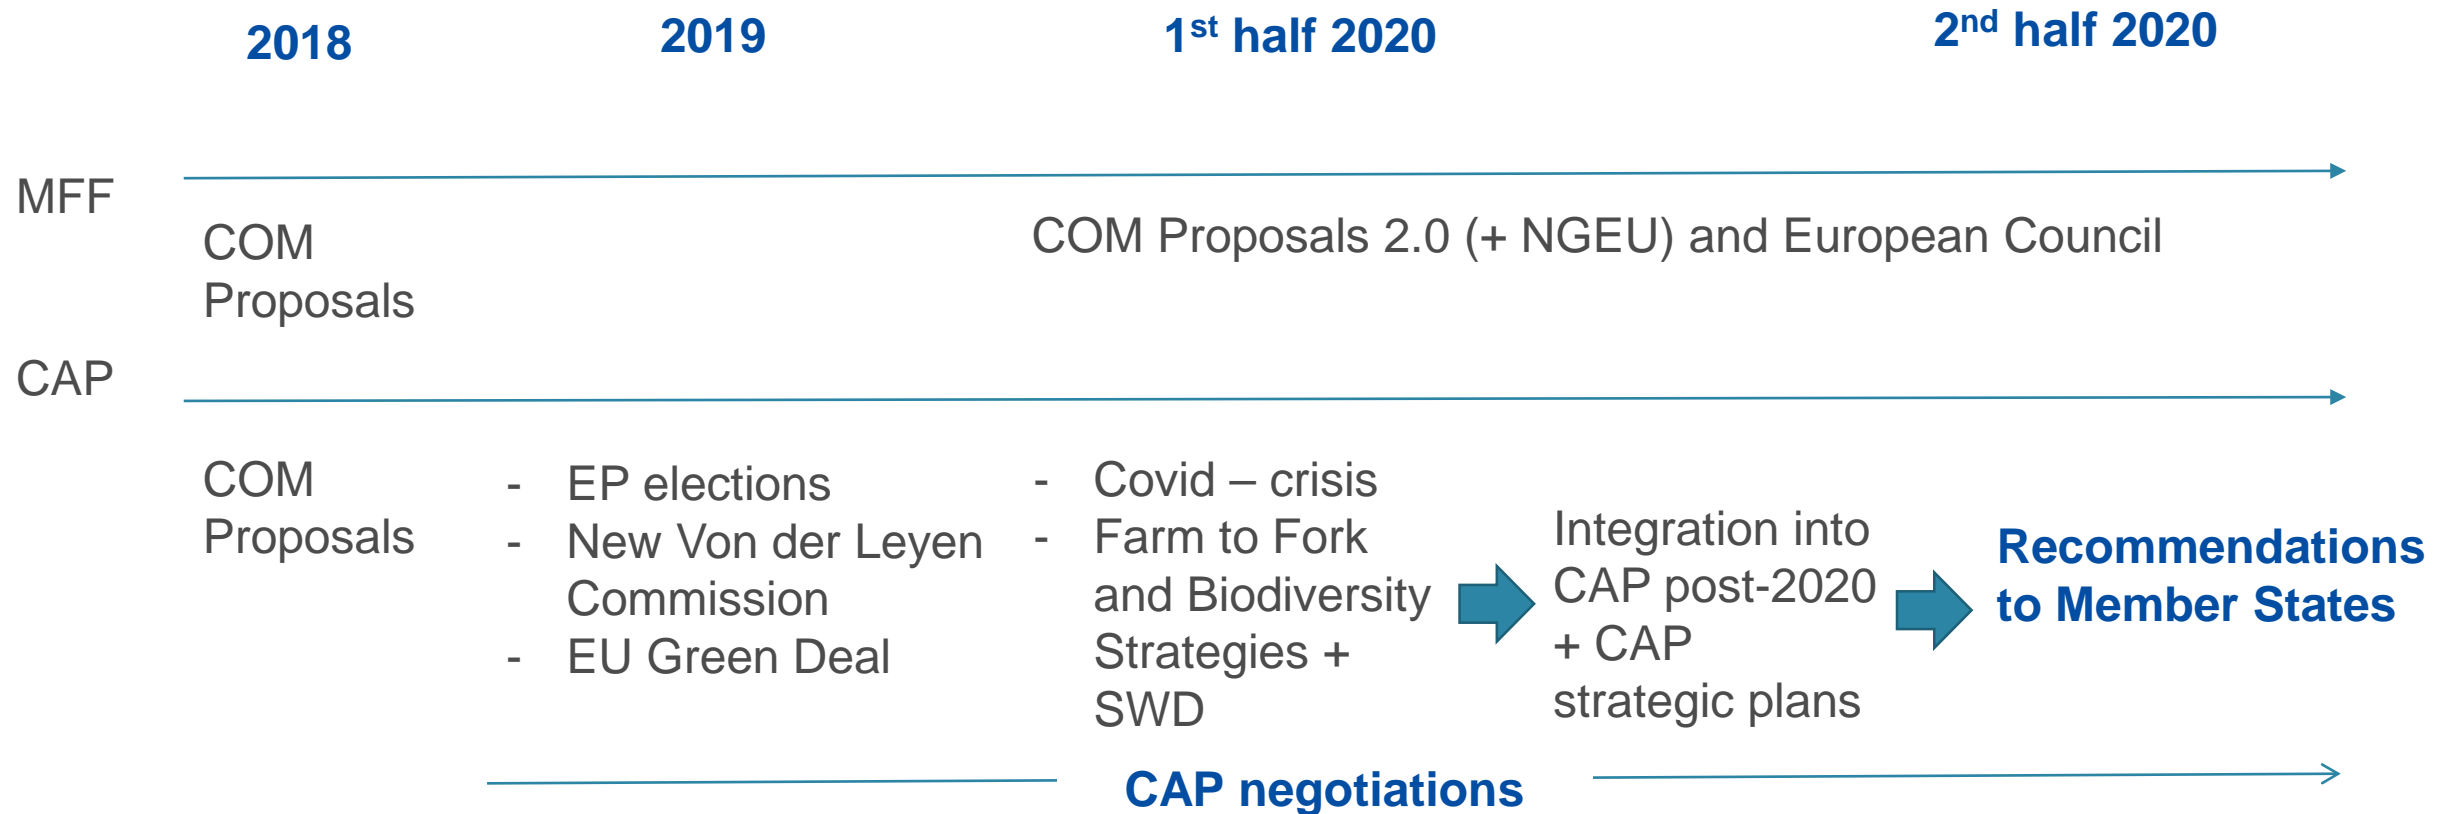 2018
2019
1st half 2020
2nd half 2020
MFF
COM
Proposals
COM Proposals 2.0 (+ NGEU) and European Council
CAP
COM
Proposals
- EP elections
- New Von der Leyen
Commission
- EU Green Deal
- Covid – crisis
- Farm to Fork
and Biodiversity
Strategies +
SWD
Integration into
CAP post-2020
+ CAP
strategic plans
Recommendations
to Member States
CAP negotiations